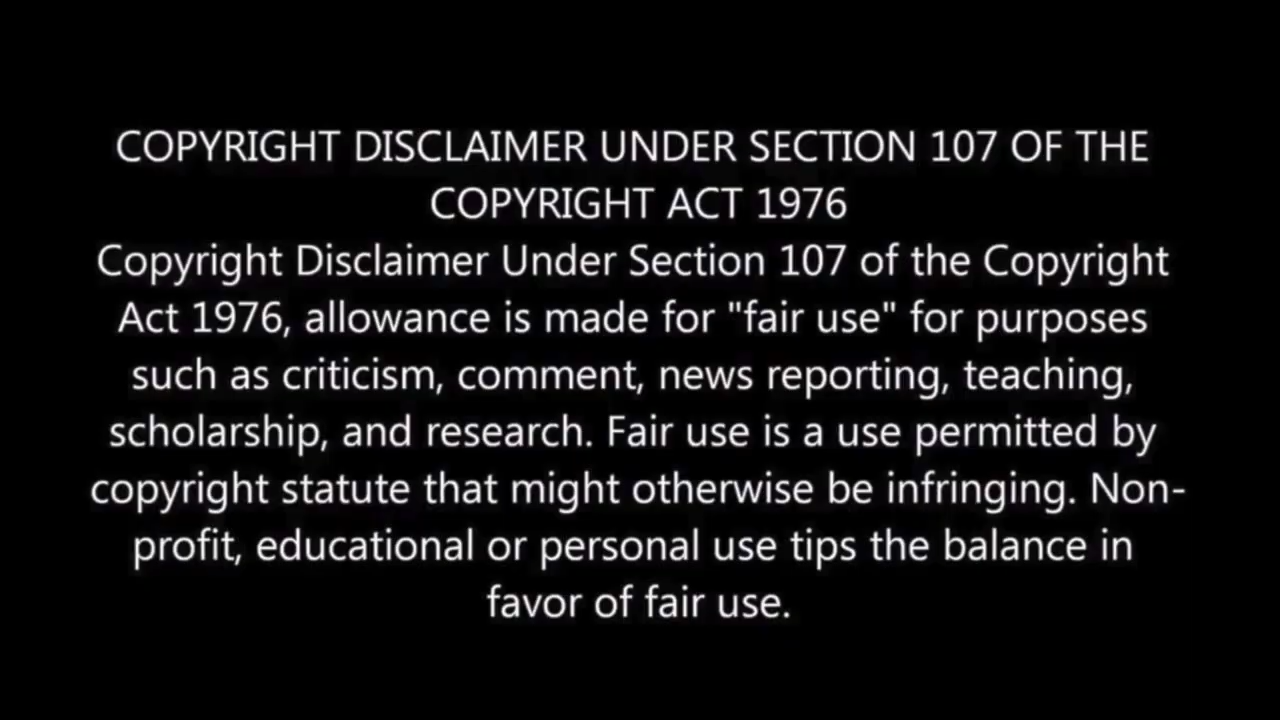 COPYRIGHT DISCLAIMER UNDER SECTION 107 OF THE
COPYRIGHT ACT 1976
Copyright Disclaimer Under Section 107 of the Copyright
Act 1976, allowance is made for "fair use" for purposes
such as criticism, comment, news reporting, teaching,
scholarship, and research. Fair use is a use permitted by
copyright statute that might otherwise be infringing. Non-
profit, educational or personal use tips the balance in
favor of fair use.